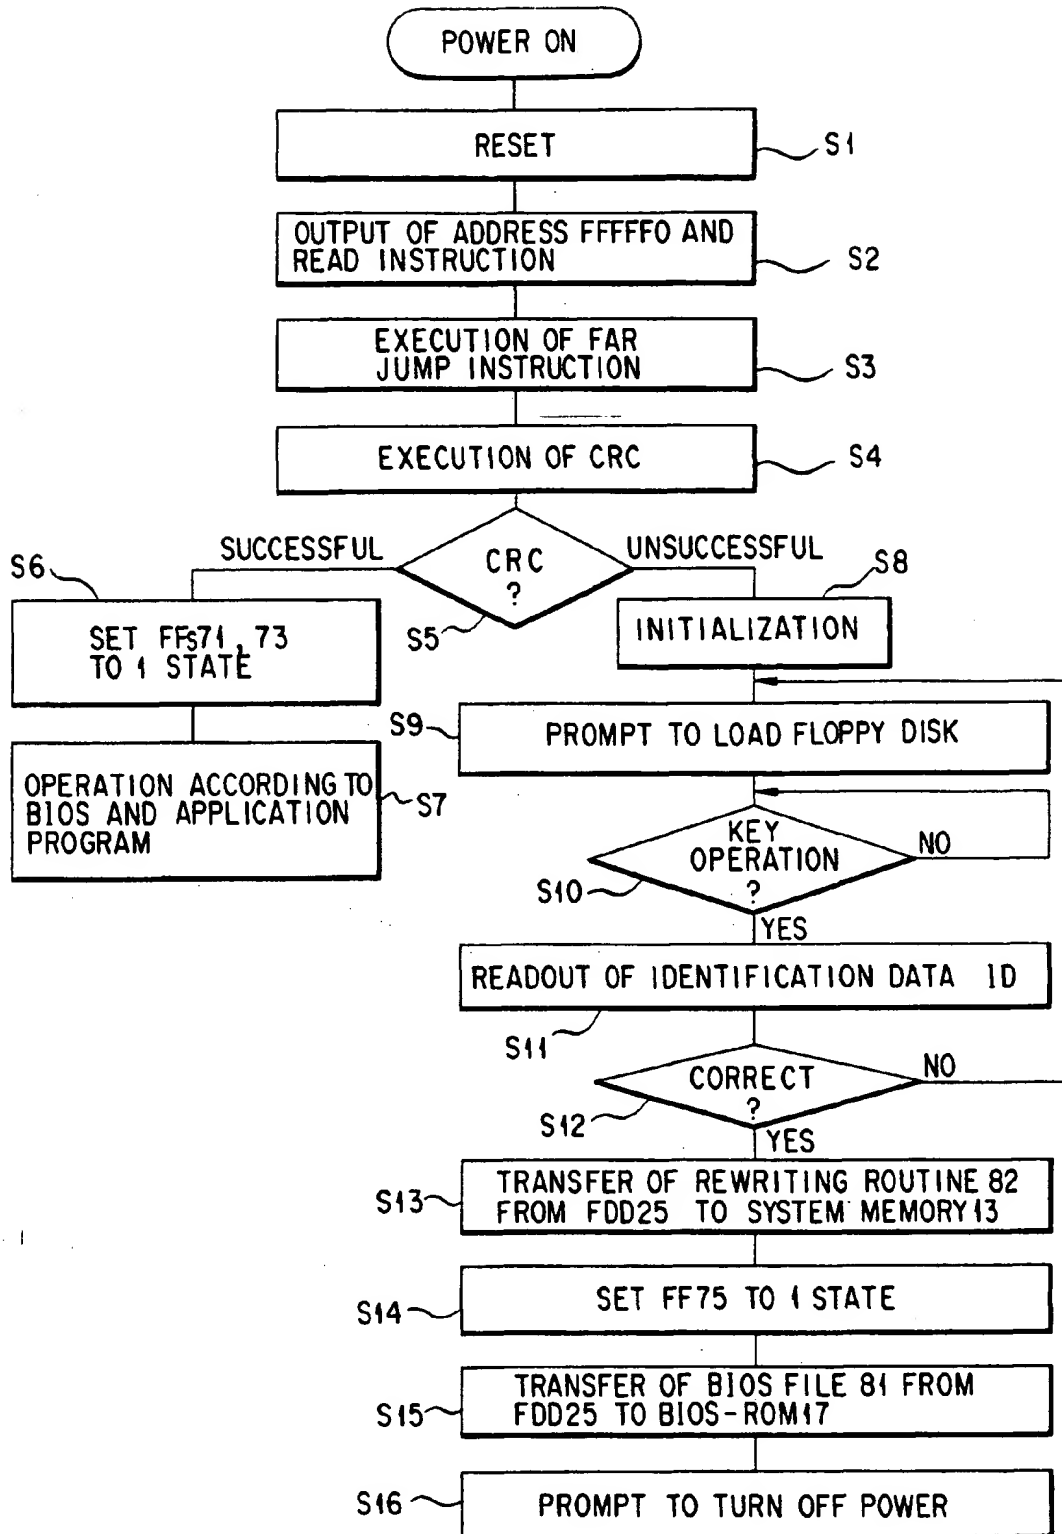 POWER ON
RESET
S1
OUTPUT OF ADDRESS FFFFF0 AND
READ INSTRUCTION
S2
EXECUTION OF FAR
JUMP INSTRUCTION
S3
EXECUTION OF CRC
S4
SUCCESSFUL
CRC
?
UNSUCCESSFUL
S5
S6
SET FFs71, 73
TO 1 STATE
S8
INITIALIZATION
S9
PROMPT TO LOAD FLOPPY DISK
OPERATION ACCORDING TO
BIOS AND APPLICATION
PROGRAM
S7
KEY
OPERATION
?
NO
S10
YES
READOUT OF IDENTIFICATION DATA ID
S11
CORRECT
?
NO
S12
YES
S13
TRANSFER OF REWRITING ROUTINE 82
FROM FDD25 TO SYSTEM MEMORY 13
S14
SET FF75 TO 1 STATE
S15
TRANSFER OF BIOS FILE 81 FROM
FDD25 TO BIOS-ROM17
S16
PROMPT TO TURN OFF POWER